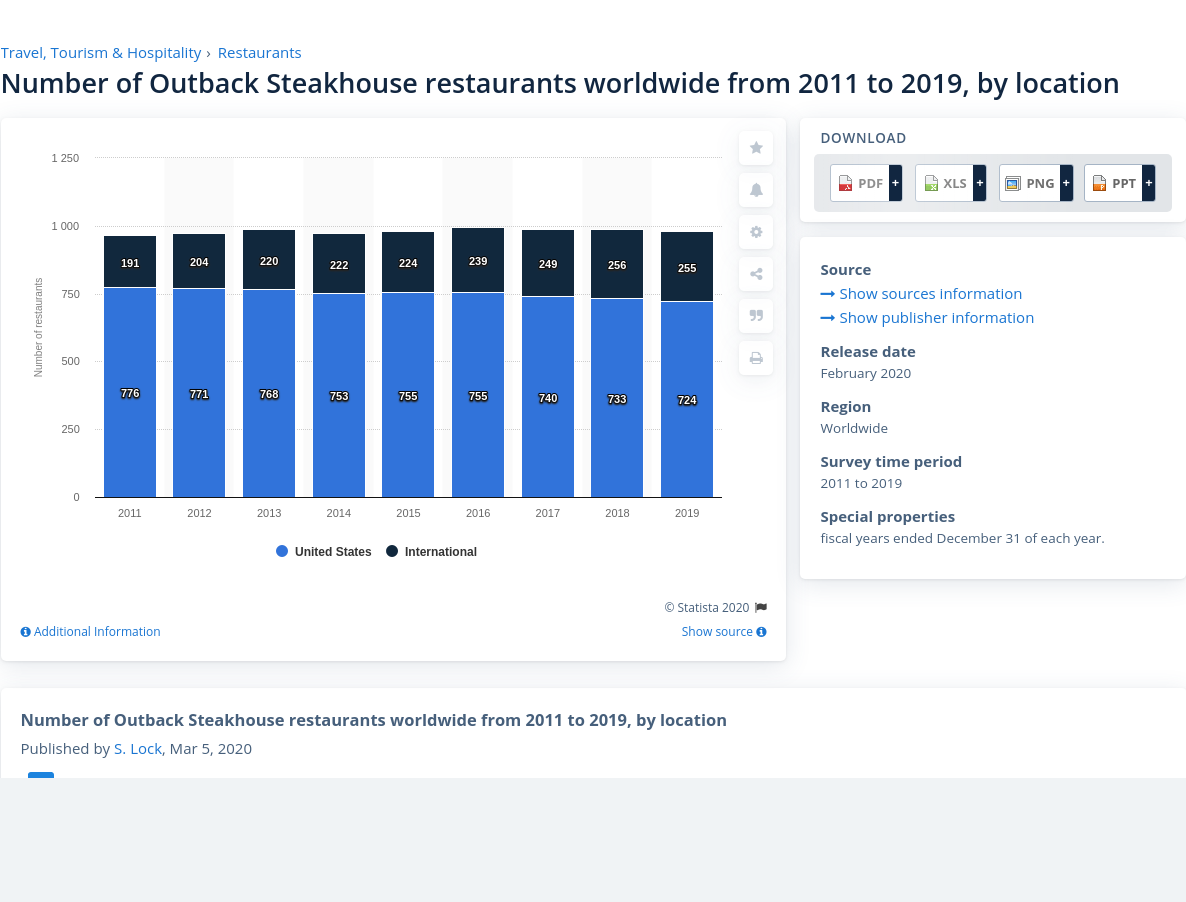 Travel, Tourism & Hospitality › Restaurants
Number of Outback Steakhouse restaurants worldwide from 2011 to 2019, by location
1 250
1 000
750
500
250
0
Number of restaurants
191 204 220 222 224 239 249 256 255
776 771 768 753 755 755 740 733 724
2011 2012 2013 2014 2015 2016 2017 2018 2019
United States International
© Statista 2020
Additional Information
Show source
DOWNLOAD
PDF + XLS + PNG + PPT +
Source
Show sources information
Show publisher information
Release date
February 2020
Region
Worldwide
Survey time period
2011 to 2019
Special properties
fiscal years ended December 31 of each year.
Number of Outback Steakhouse restaurants worldwide from 2011 to 2019, by location
Published by S. Lock, Mar 5, 2020